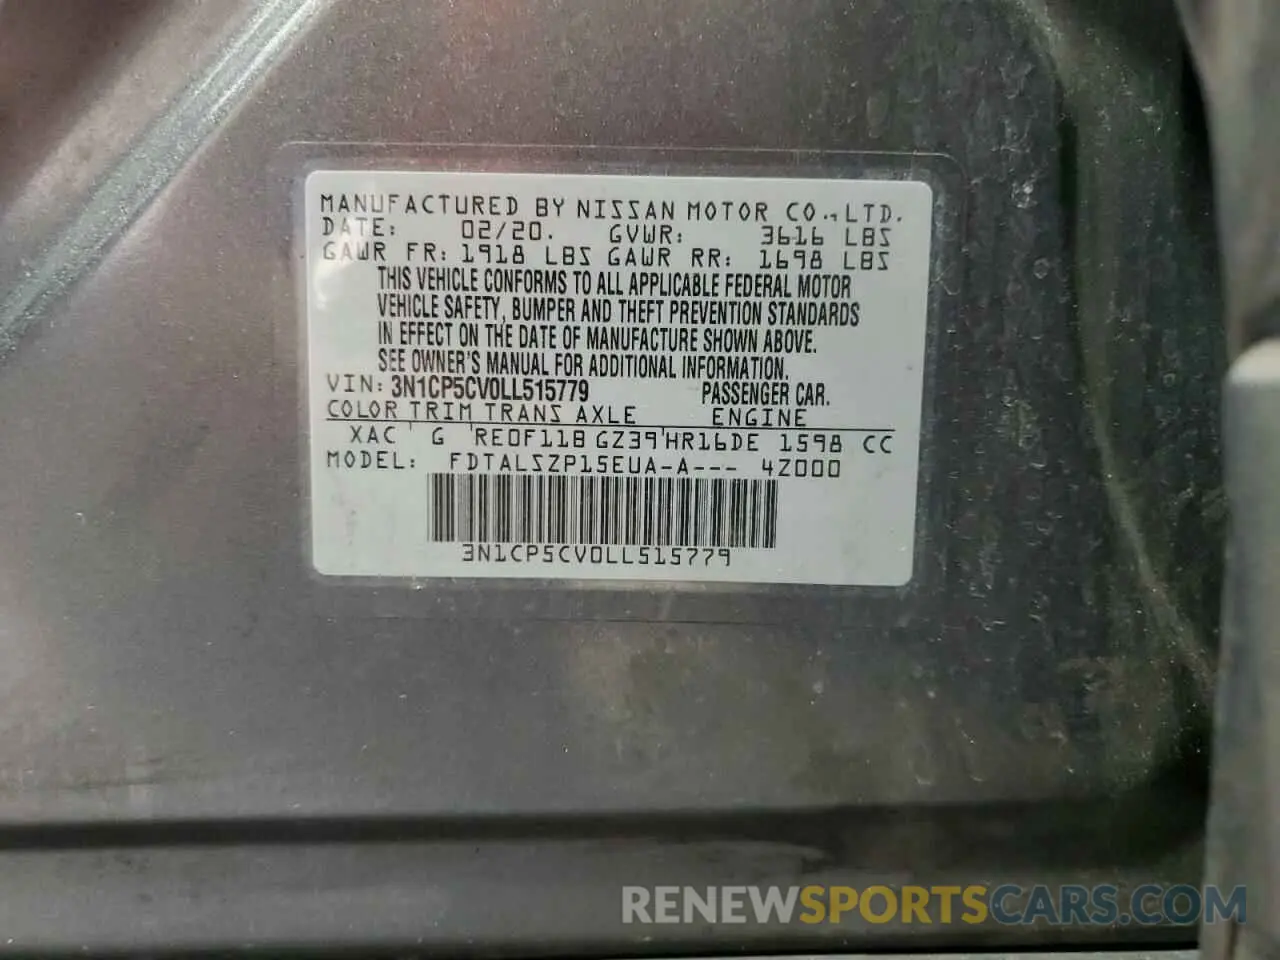 MANUFACTURED BY NISSAN MOTOR CO., LTD.
DATE: 02/20. GVWR: 3616 LBS
GAWR FR: 1918 LBS GAWR RR: 1698 LBS
THIS VEHICLE CONFORMS TO ALL APPLICABLE FEDERAL MOTOR
VEHICLE SAFETY, BUMPER AND THEFT PREVENTION STANDARDS
IN EFFECT ON THE DATE OF MANUFACTURE SHOWN ABOVE.
SEE OWNER'S MANUAL FOR ADDITIONAL INFORMATION.
VIN: 3N1CP5CV0LL515779 PASSENGER CAR.
COLOR TRIM TRANS AXLE ENGINE
XAC ' G 'RE0F11B GZ39'HR16DE 1598 CC
MODEL: FDTALSZP15EUA-A--- 4Z000
3N1CP5CV0LL515779
RENEWSPORTSCARS.COM